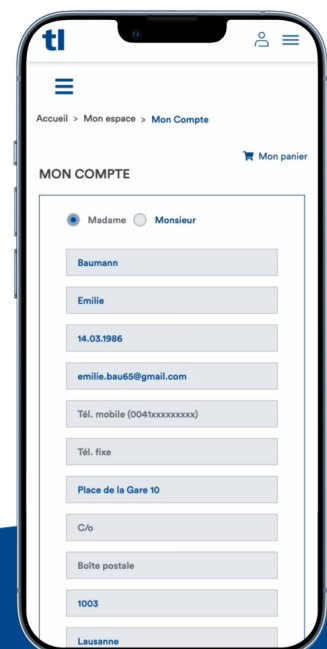 tl
Accueil > Mon espace > Mon Compte
Mon panier
MON COMPTE
Madame Monsieur
Baumann
Emilie
14.03.1986
emilie.bau65@gmail.com
Tél. mobile (0041xxxxxxxxx)
Tél. fixe
Place de la Gare 10
C/o
Boîte postale
1003
Lausanne